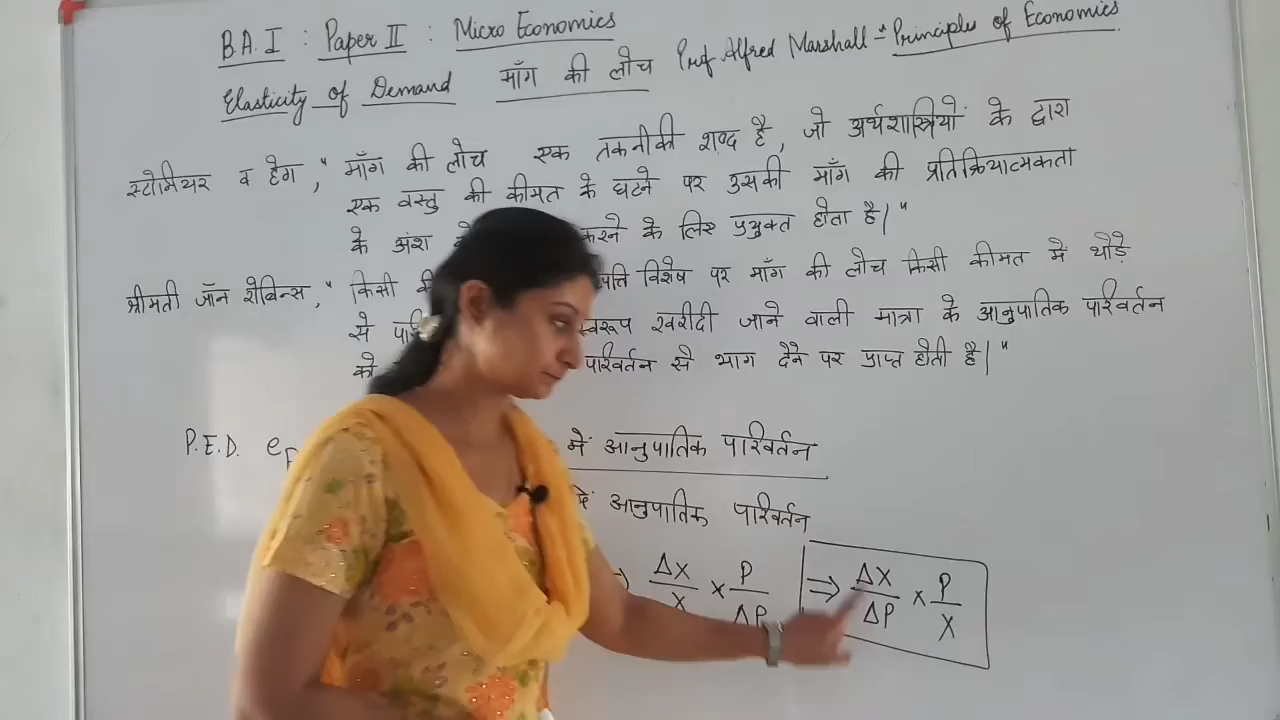 B.A. I : Paper II : Micro Economics
Elasticity of Demand माँग की लोच Prof Alfred Marshall - "Principles of Economics
स्टोनियर व हेग, " माँग की लोच एक तकनीकी शब्द है, जो अर्थशास्त्रियों के द्वारा
एक वस्तु की कीमत के घटने पर उसकी माँग की प्रतिक्रियात्मकता
के अंश करने के लिए प्रयुक्त होता है।"
श्रीमती जॉन रोबिन्स, " किसी विशेष पर माँग की लोच किसी कीमत में थोड़े
से स्वरूप खरीदी जाने वाली मात्रा के आनुपातिक परिवर्तन
को परिवर्तन से भाग देने पर प्राप्त होती है।"
P.E.D. e में आनुपातिक परिवर्तन
आनुपातिक परिवर्तन
ΔX/X × P/ΔP ⇒ ΔX/ΔP × P/X